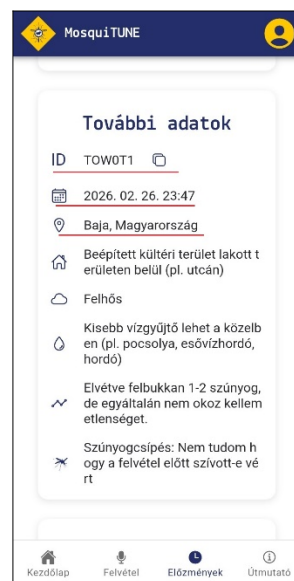 MosquiTUNE
További adatok
ID TOW0T1
2026. 02. 26. 23:47
Baja, Magyarország
Beépített kültéri terület lakott t
erületen belül (pl. utcán)
Felhős
Kisebb vízgyűjtő lehet a közelb
en (pl. pocsolya, esővízhordó,
hordó)
Elvétve felbukkan 1-2 szúnyog,
de egyáltalán nem okoz kellem
etlenséget.
Szúnyogcsípés: Nem tudom h
ogy a felvétel előtt szívott-e vé
rt
Kezdőlap Felvétel Előzmények Útmutató